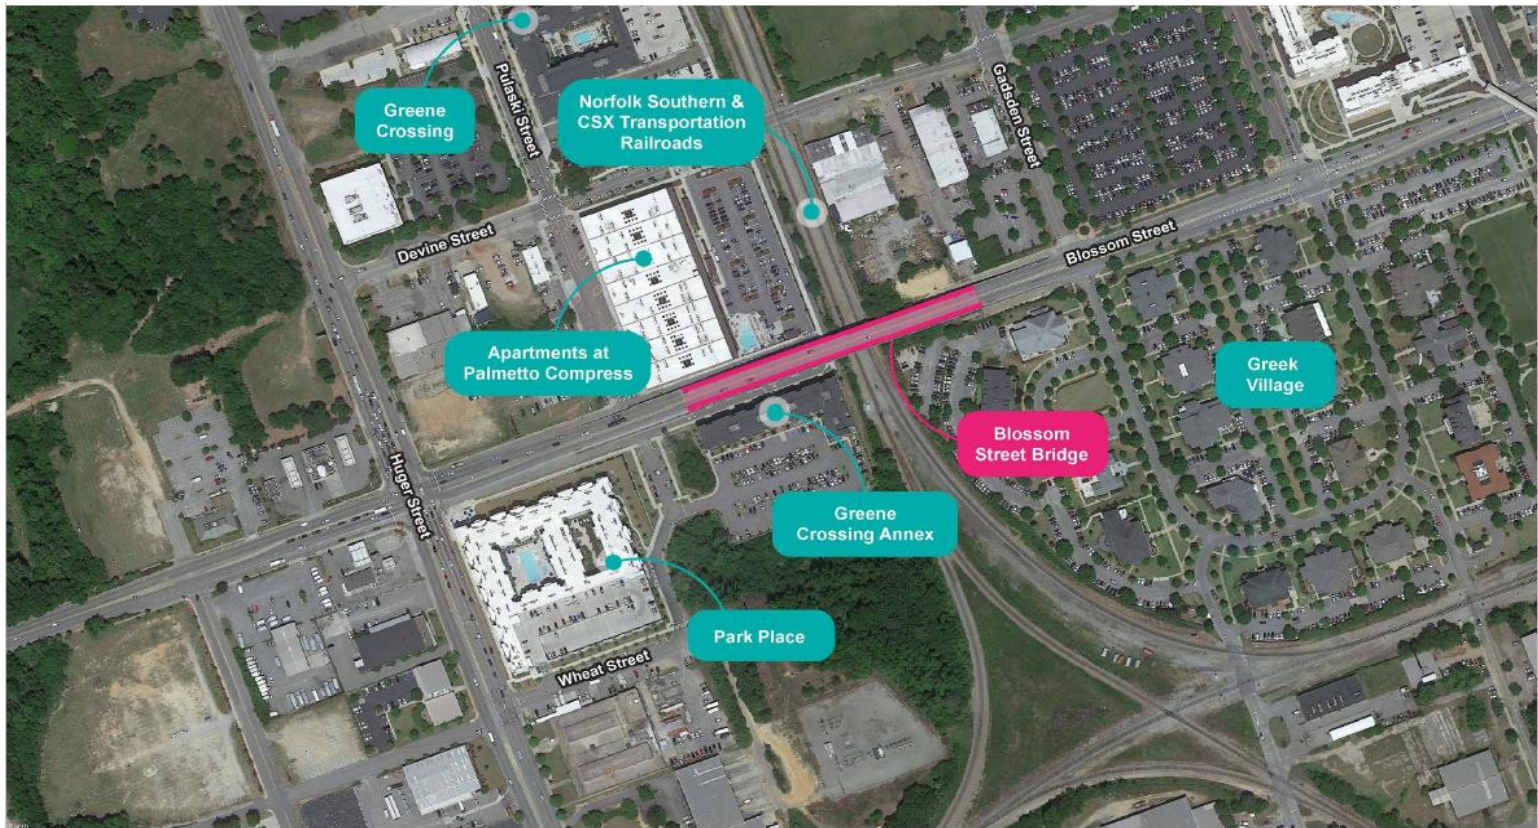 Greene
Crossing
Pulaski Street
Norfolk Southern &
CSX Transportation
Railroads
Gadsden Street
Devine Street
Blossom Street
Apartments at
Palmetto Compress
Greek
Village
Blossom
Street Bridge
Huger Street
Greene
Crossing Annex
Park Place
Wheat Street